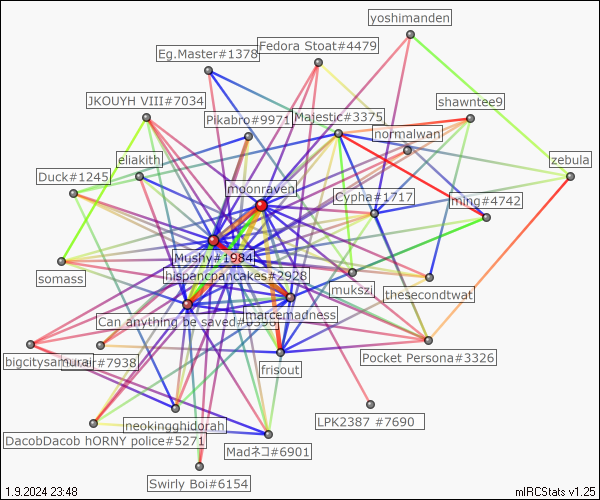 yoshimanden
Fedora Stoat#4479
Eg.Master#1378
JKOUYH VIII#7034
shawntee9
Pikabro#9971
Majestic#3375
normalwan
eliakith
zebula
Duck#1245
moonraven
Cypha#1717
ming#4742
Mushy#1984
somass
hispancpancakes#2928
mukszi
thesecondtwat
Can anything be saved#
marcemadness
bigcitysamurai
#7938
frisout
Pocket Persona#3326
LPK2387 #7690
neokingghidorah
DacobDacob hORNY police#5271
Madネコ#6901
Swirly Boi#6154
1.9.2024 23:48
mIRCStats v1.25